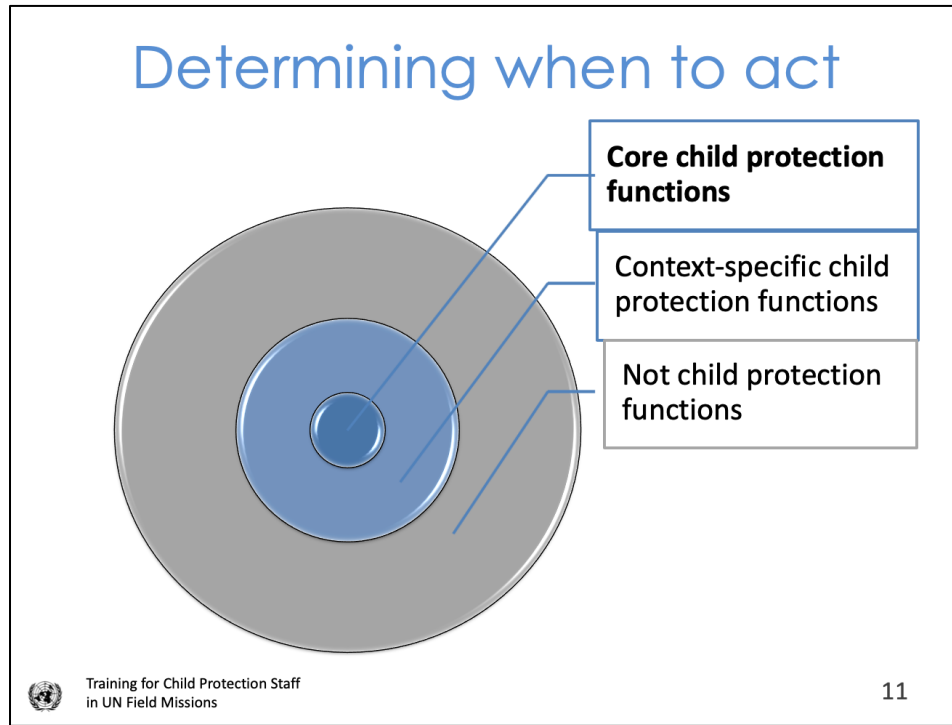 Determining when to act
Core child protection
functions
Context-specific child
protection functions
Not child protection
functions
Training for Child Protection Staff
in UN Field Missions
11